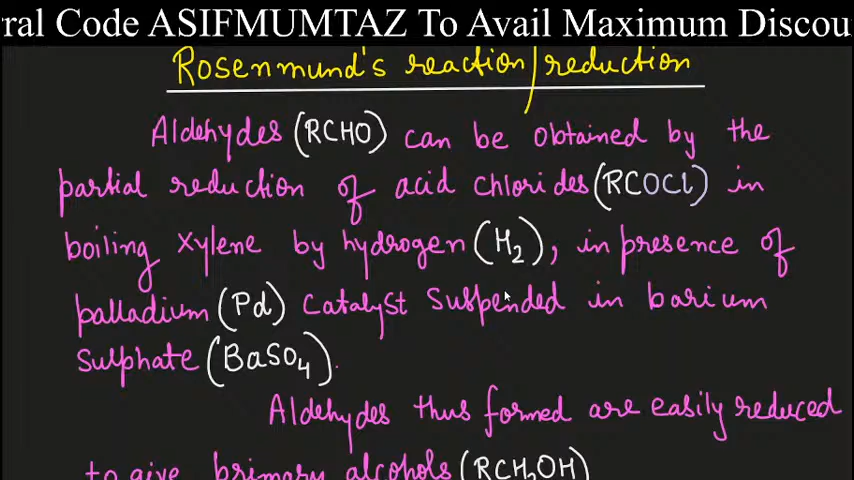 ral Code ASIFMUMTAZ To Avail Maximum Discou
Rosenmund's reaction/reduction
Aldehydes (RCHO) can be obtained by the
partial reduction of acid chlorides (RCOCl) in
boiling xylene by hydrogen (H2), in presence of
palladium (Pd) catalyst suspended in barium
sulphate (BaSO4).
Aldehydes thus formed are easily reduced
to give primary alcohols (RCH2OH)